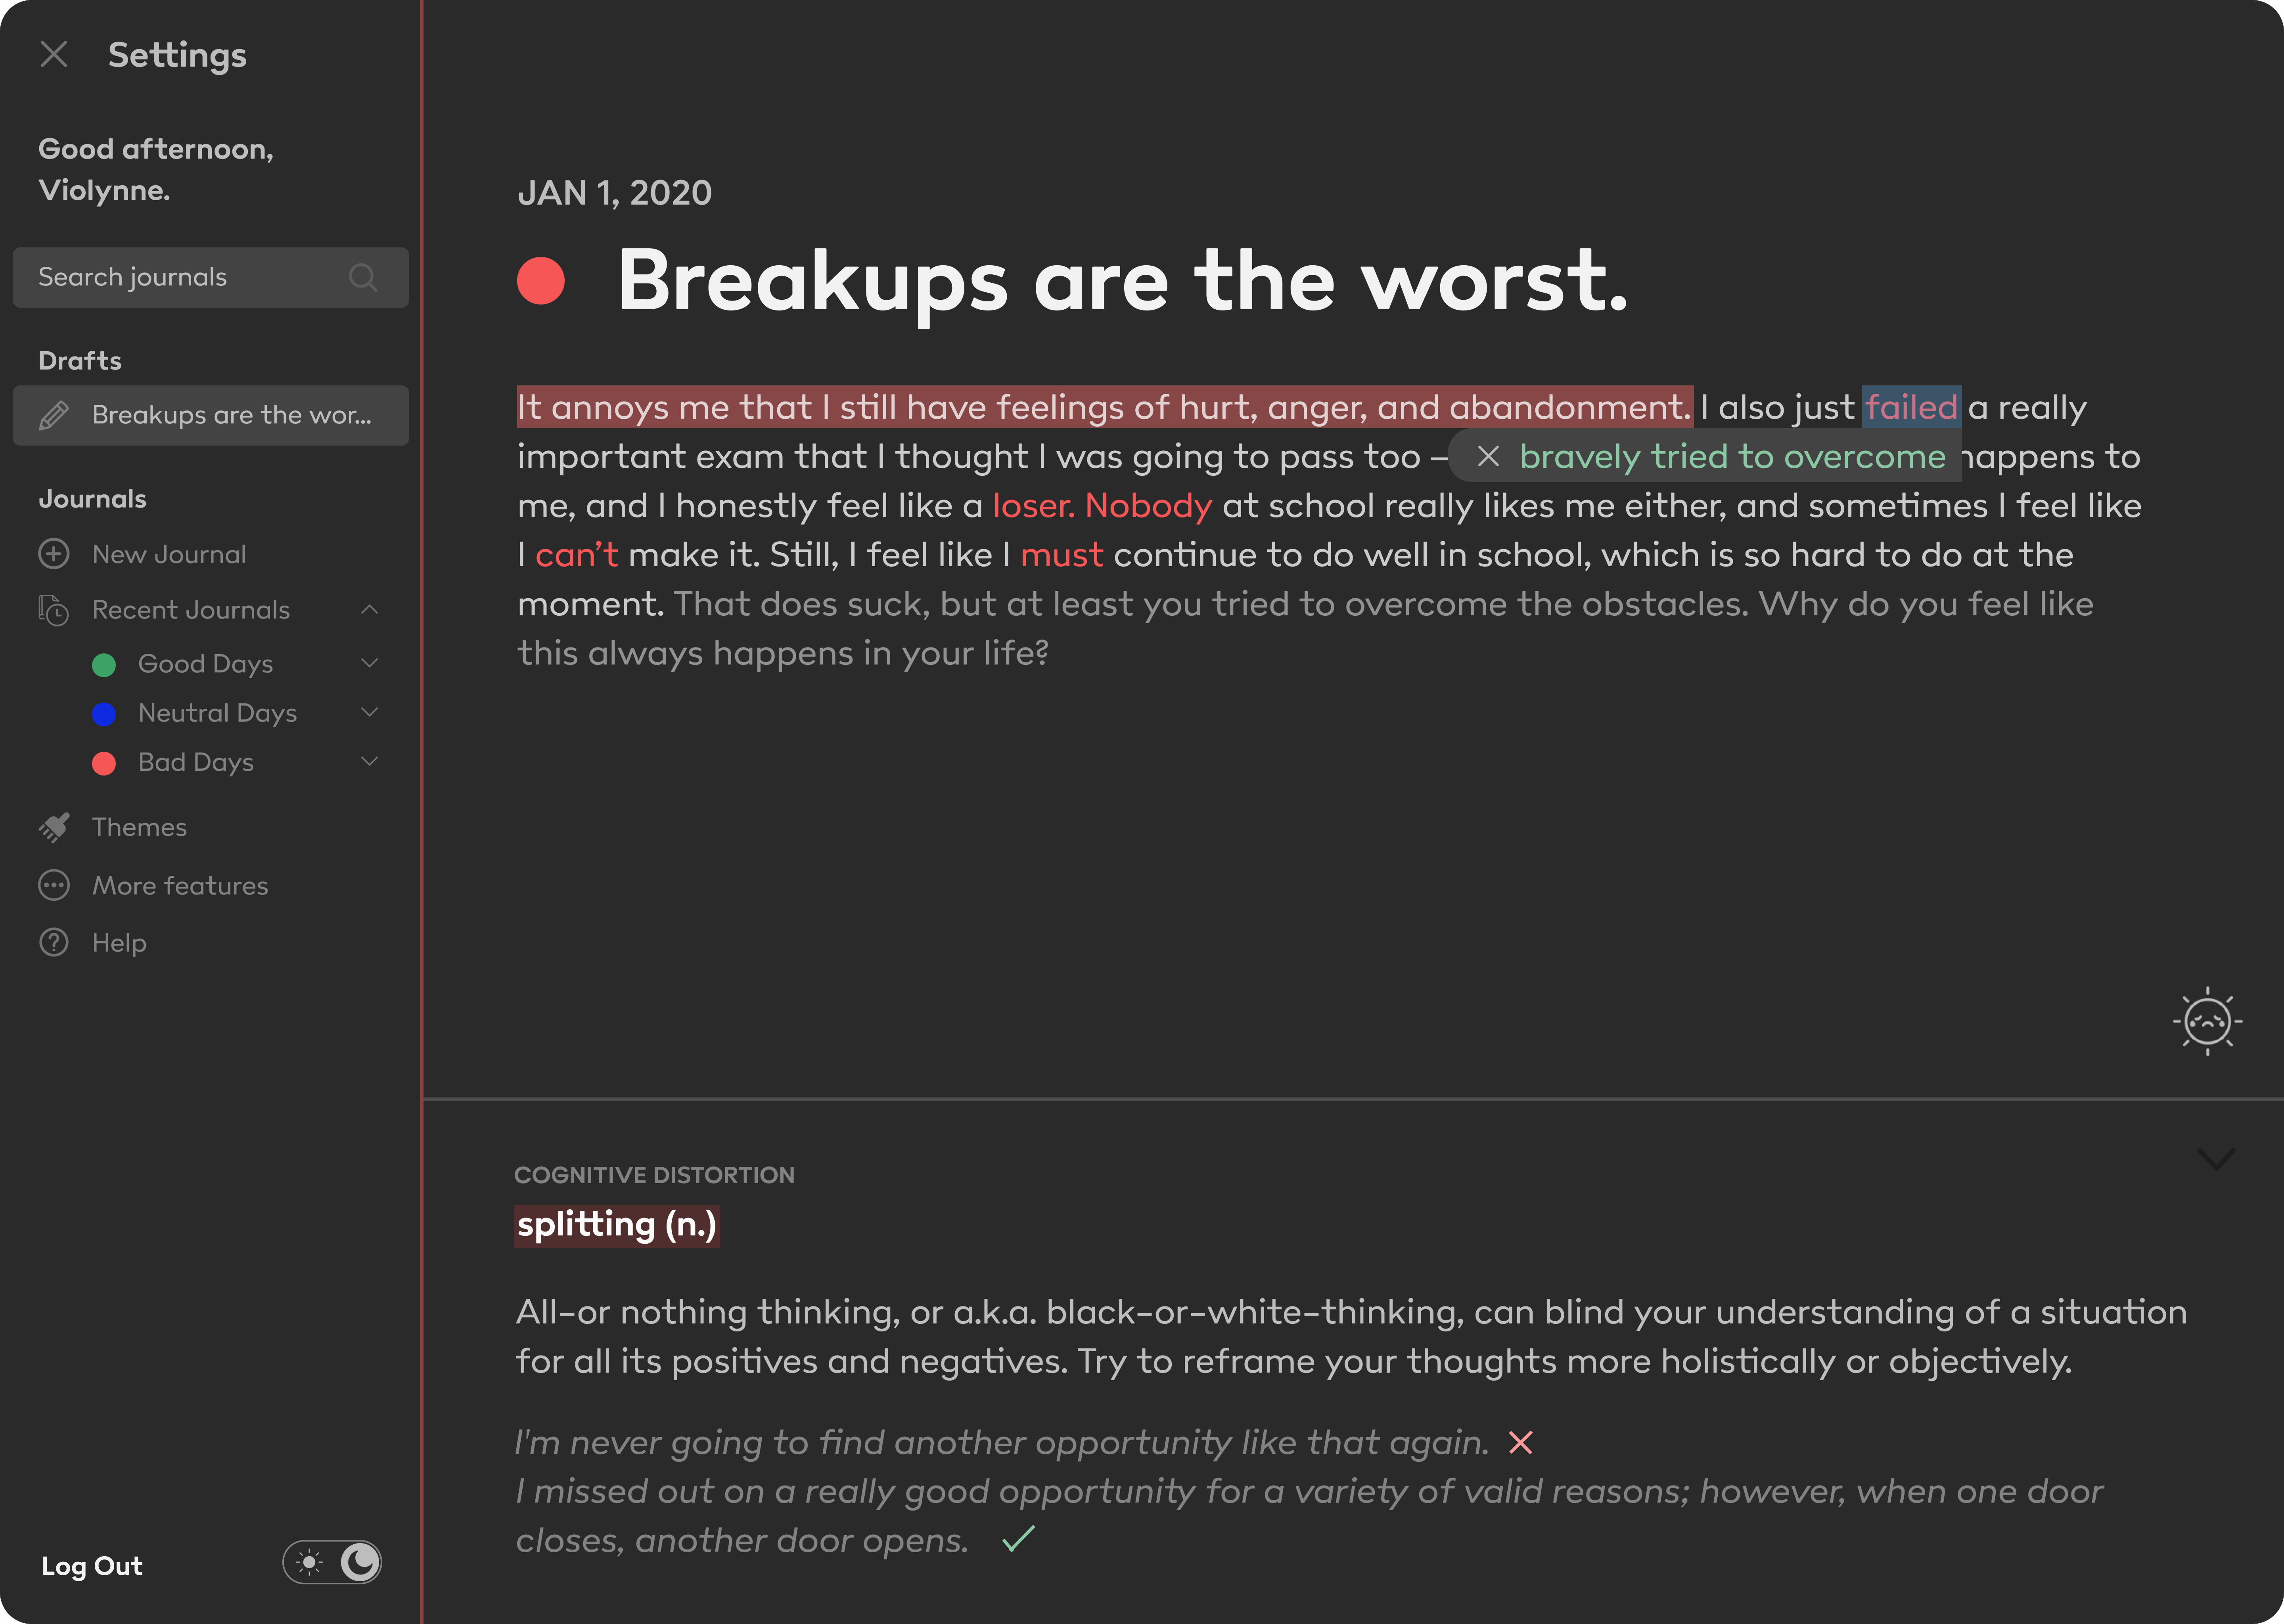 Settings
Good afternoon,
Violynne.
Search journals
Drafts
Breakups are the wor...
Journals
New Journal
Recent Journals
Good Days
Neutral Days
Bad Days
Themes
More features
Help
Log Out
JAN 1, 2020
Breakups are the worst.
It annoys me that I still have feelings of hurt, anger, and abandonment. I also just failed a really
important exam that I thought I was going to pass too – bravely tried to overcome happens to
me, and I honestly feel like a loser. Nobody at school really likes me either, and sometimes I feel like
I can’t make it. Still, I feel like I must continue to do well in school, which is so hard to do at the
moment. That does suck, but at least you tried to overcome the obstacles. Why do you feel like
this always happens in your life?
COGNITIVE DISTORTION
splitting (n.)
All-or nothing thinking, or a.k.a. black-or-white-thinking, can blind your understanding of a situation
for all its positives and negatives. Try to reframe your thoughts more holistically or objectively.
I'm never going to find another opportunity like that again.
I missed out on a really good opportunity for a variety of valid reasons; however, when one door
closes, another door opens.